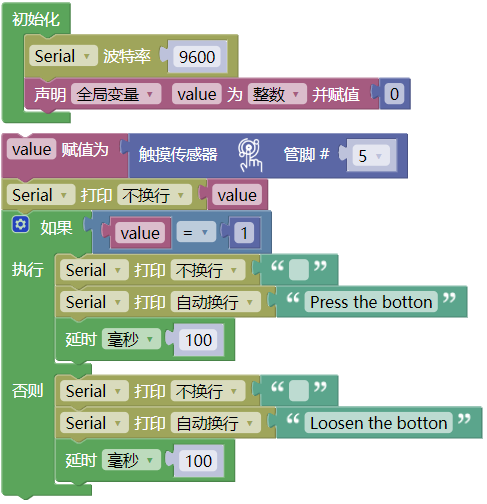 初始化
Serial 波特率 9600
声明 全局变量 value 为 整数 并赋值 0
value 赋值为 触摸传感器 管脚 # 5
Serial 打印 不换行 value
如果 value = 1
执行 Serial 打印 不换行 “ ”
Serial 打印 自动换行 “ Press the botton ”
延时 毫秒 100
否则 Serial 打印 不换行 “ ”
Serial 打印 自动换行 “ Loosen the botton ”
延时 毫秒 100